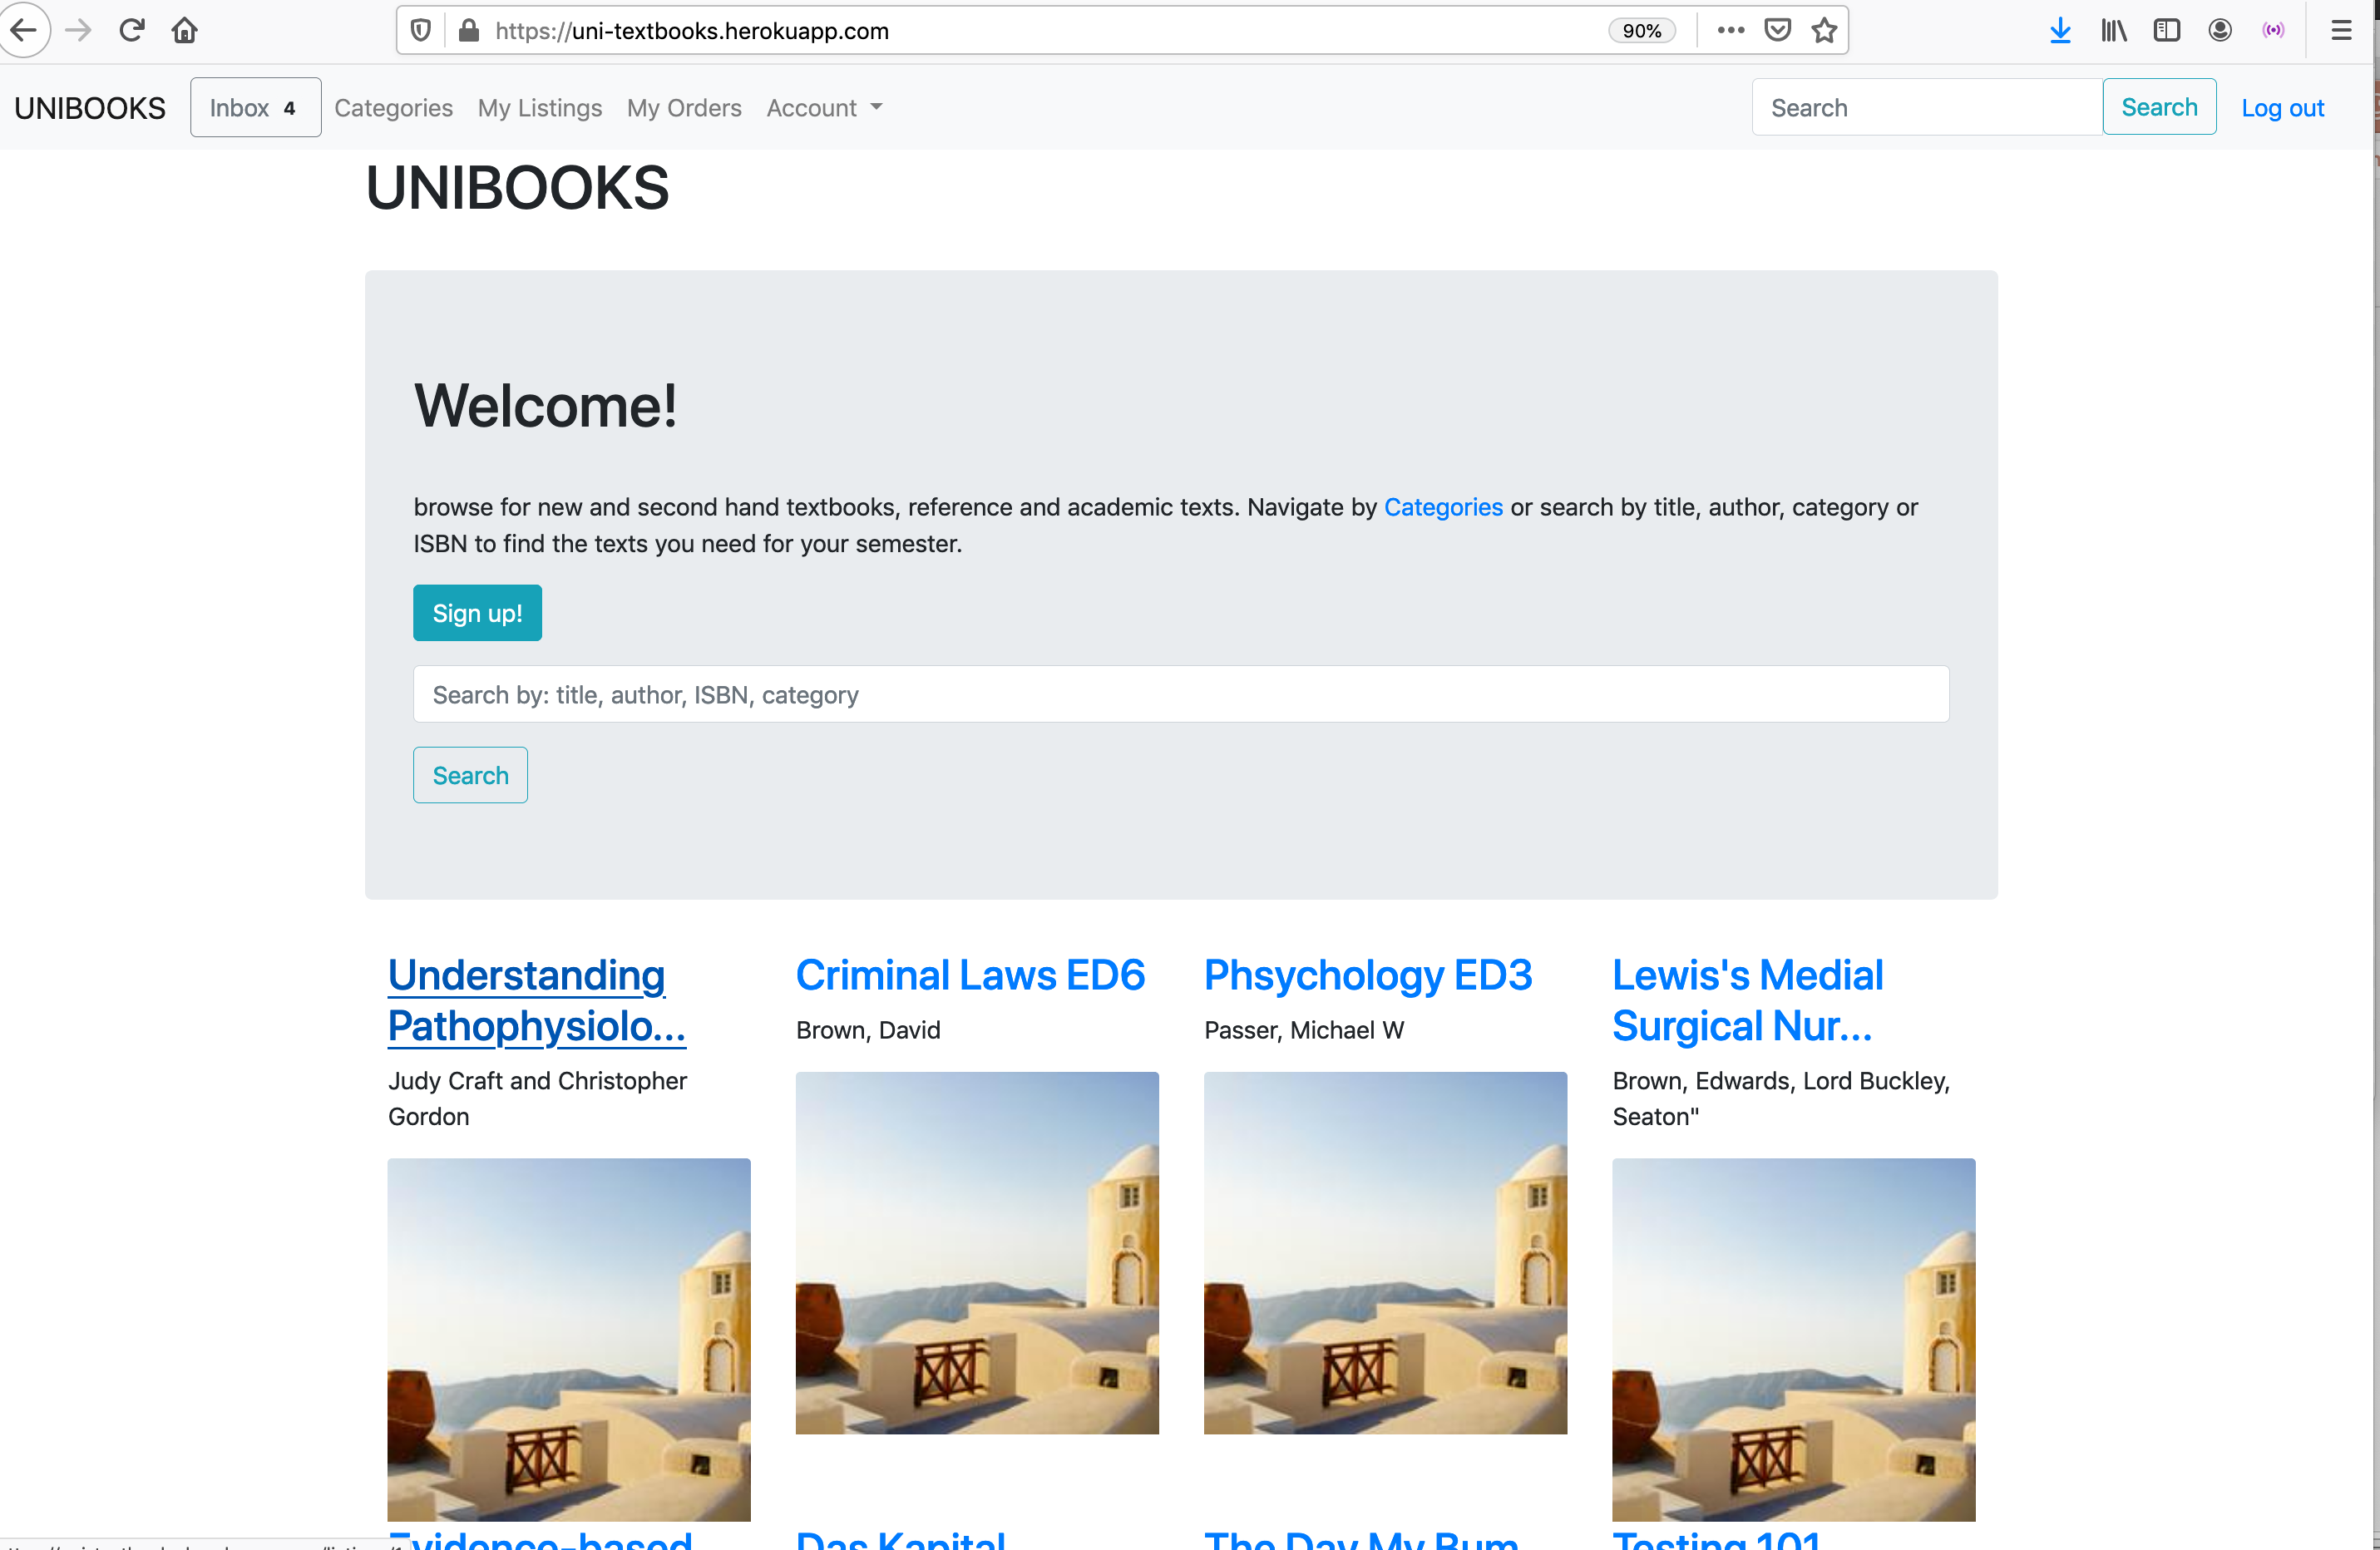 https://uni-textbooks.herokuapp.com 90%
UNIBOOKS Inbox 4 Categories My Listings My Orders Account Search Search Log out
UNIBOOKS
Welcome!
browse for new and second hand textbooks, reference and academic texts. Navigate by Categories or search by title, author, category or
ISBN to find the texts you need for your semester.
Sign up!
Search by: title, author, ISBN, category
Search
Understanding
Pathophysiolo...
Judy Craft and Christopher
Gordon
Criminal Laws ED6
Brown, David
Phsychology ED3
Passer, Michael W
Lewis's Medial
Surgical Nur...
Brown, Edwards, Lord Buckley,
Seaton"
Evidence-based
Das Kapital
The Day My Bum
Testing 101